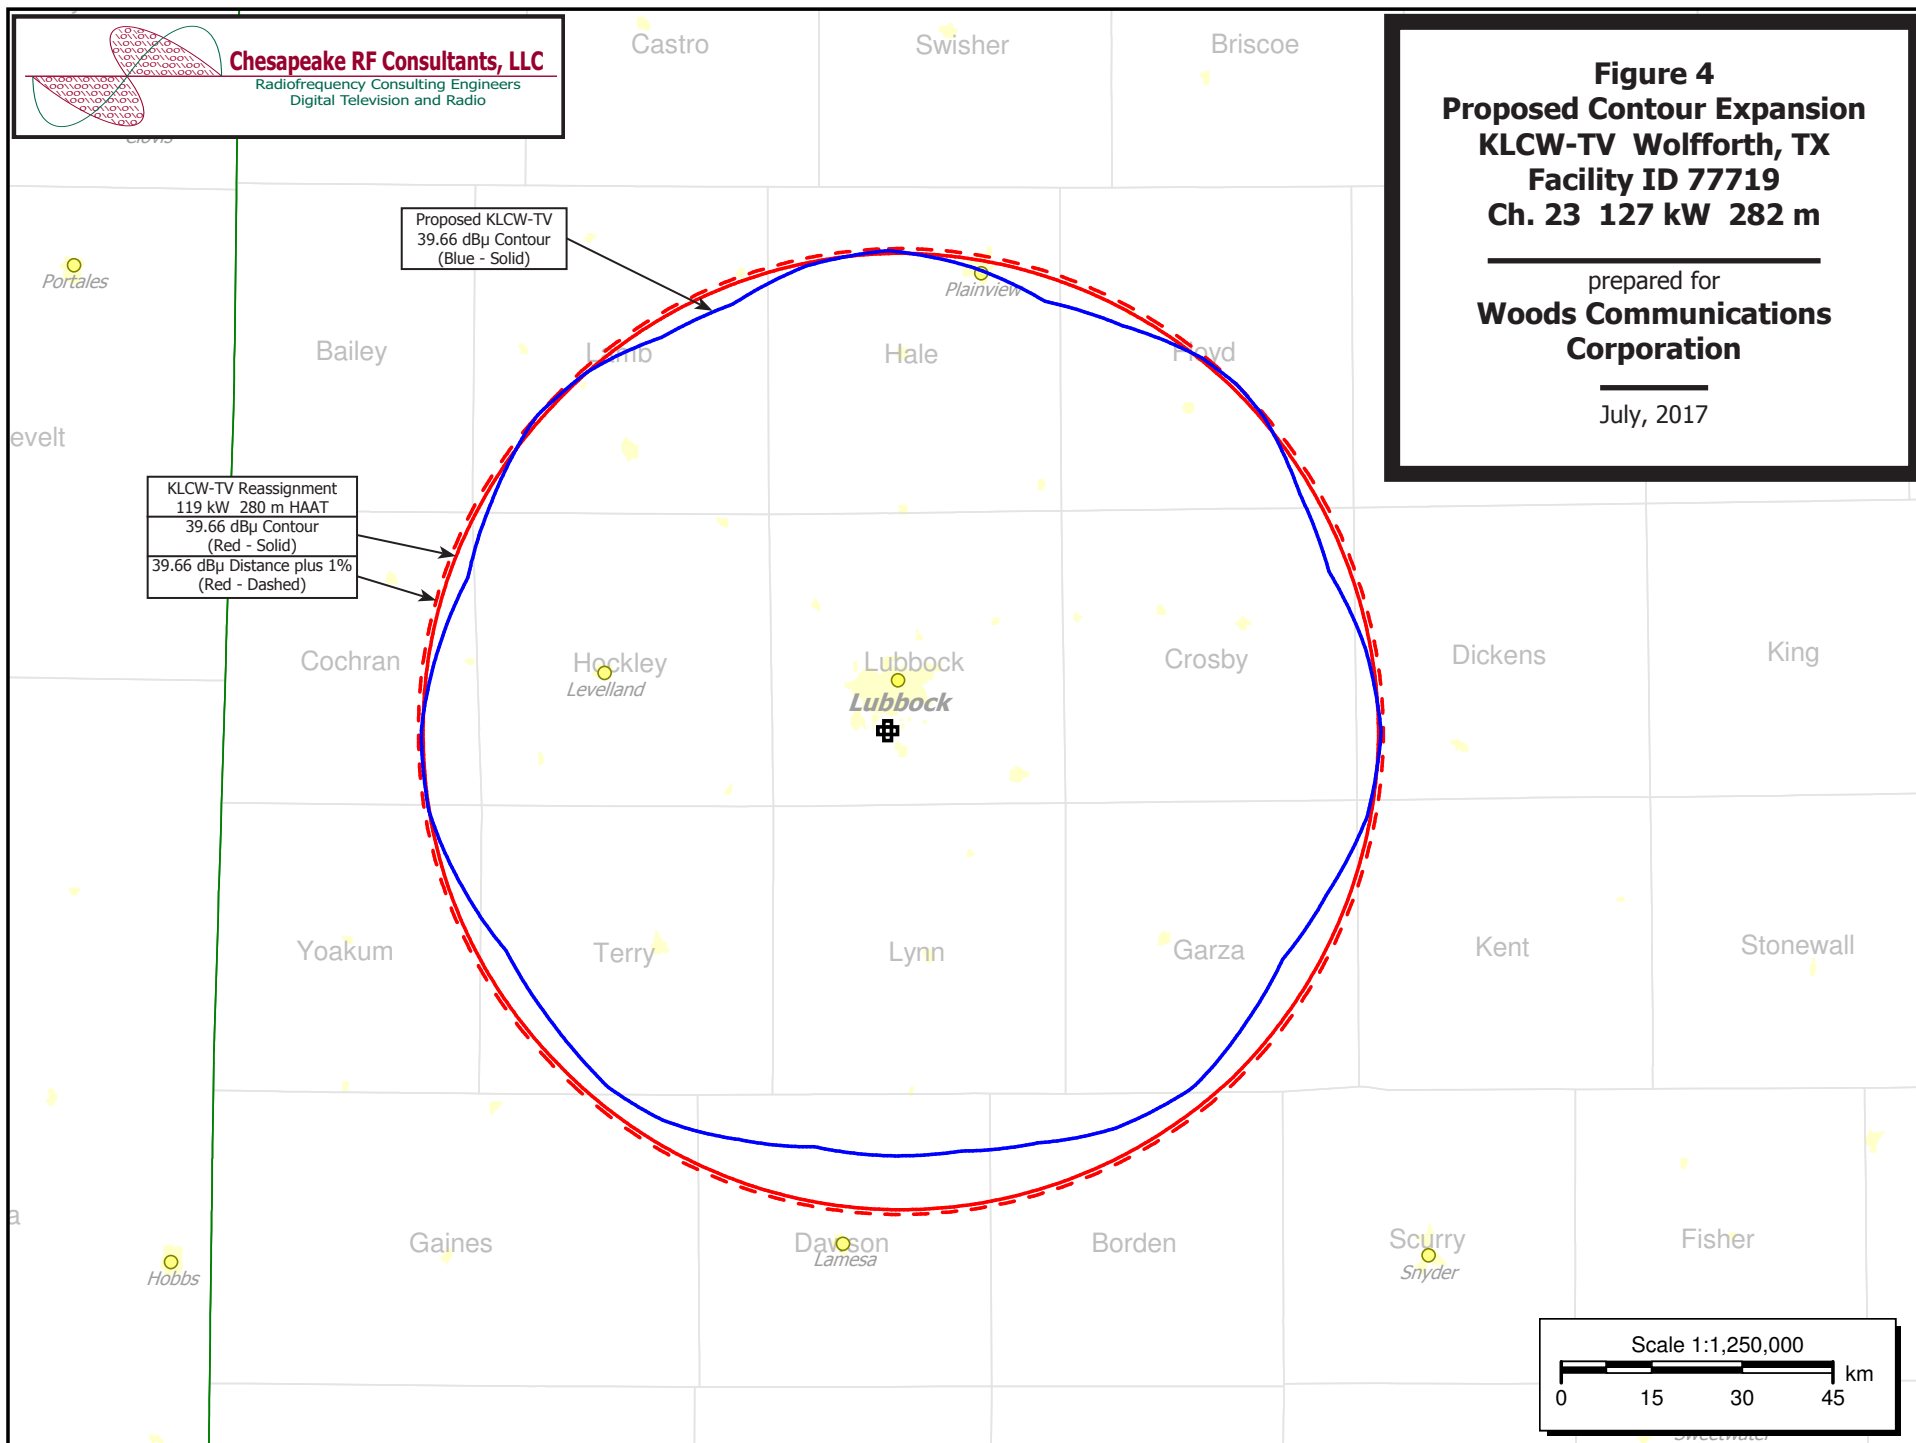 Chesapeake RF Consultants, LLC
Radiofrequency Consulting Engineers
Digital Television and Radio
Figure 4
Proposed Contour Expansion
KLCW-TV Wolfforth, TX
Facility ID 77719
Ch. 23 127 kW 282 m
prepared for
Woods Communications
Corporation
July, 2017
Castro
Swisher
Briscoe
Clovis
Proposed KLCW-TV
39.66 dBµ Contour
(Blue - Solid)
Portales
Plainview
Bailey
Lamb
Hale
Floyd
evelt
KLCW-TV Reassignment
119 kW 280 m HAAT
39.66 dBµ Contour
(Red - Solid)
39.66 dBµ Distance plus 1%
(Red - Dashed)
Cochran
Hockley
Levelland
Lubbock
Lubbock
Crosby
Dickens
King
Yoakum
Terry
Lynn
Garza
Kent
Stonewall
a
Gaines
Dawson
Lamesa
Borden
Scurry
Snyder
Fisher
Hobbs
Scale 1:1,250,000
km
0 15 30 45
Sweetwater